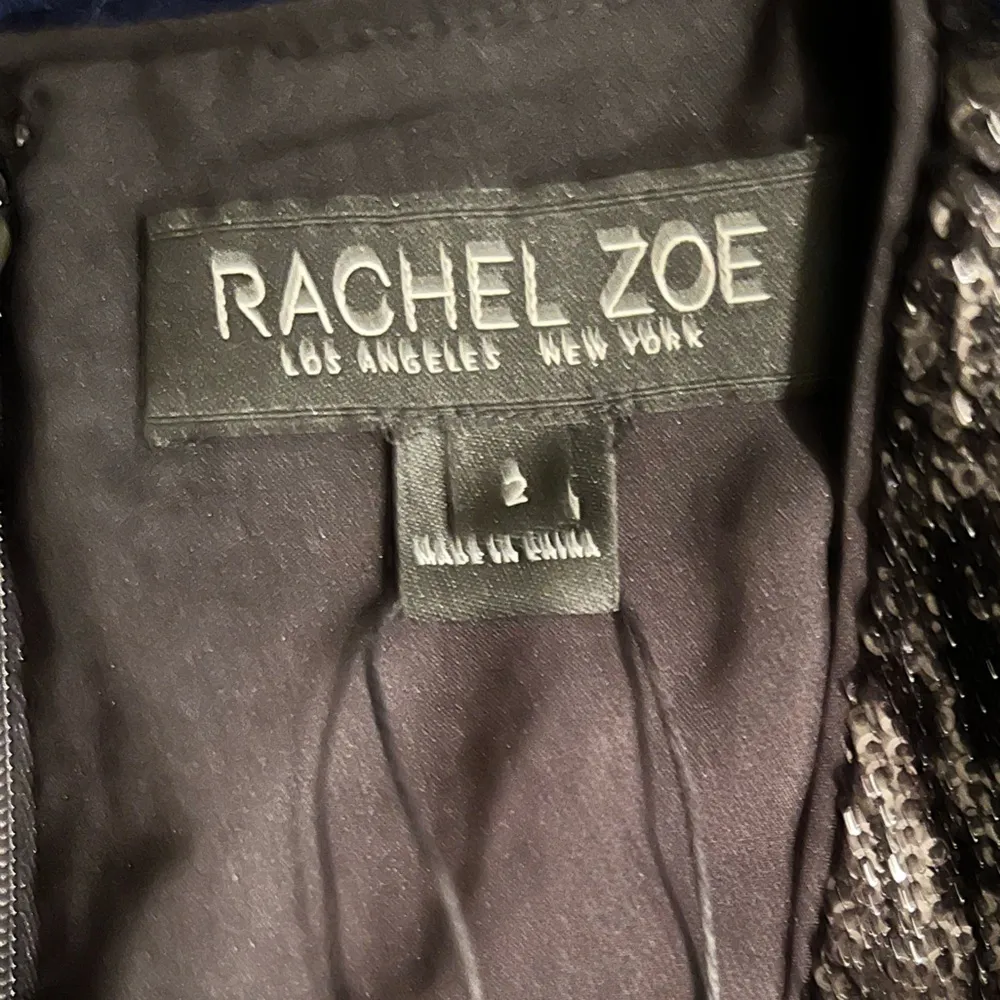 RACHEL ZOE
LOS ANGELES NEW YORK
2
MADE IN CHINA